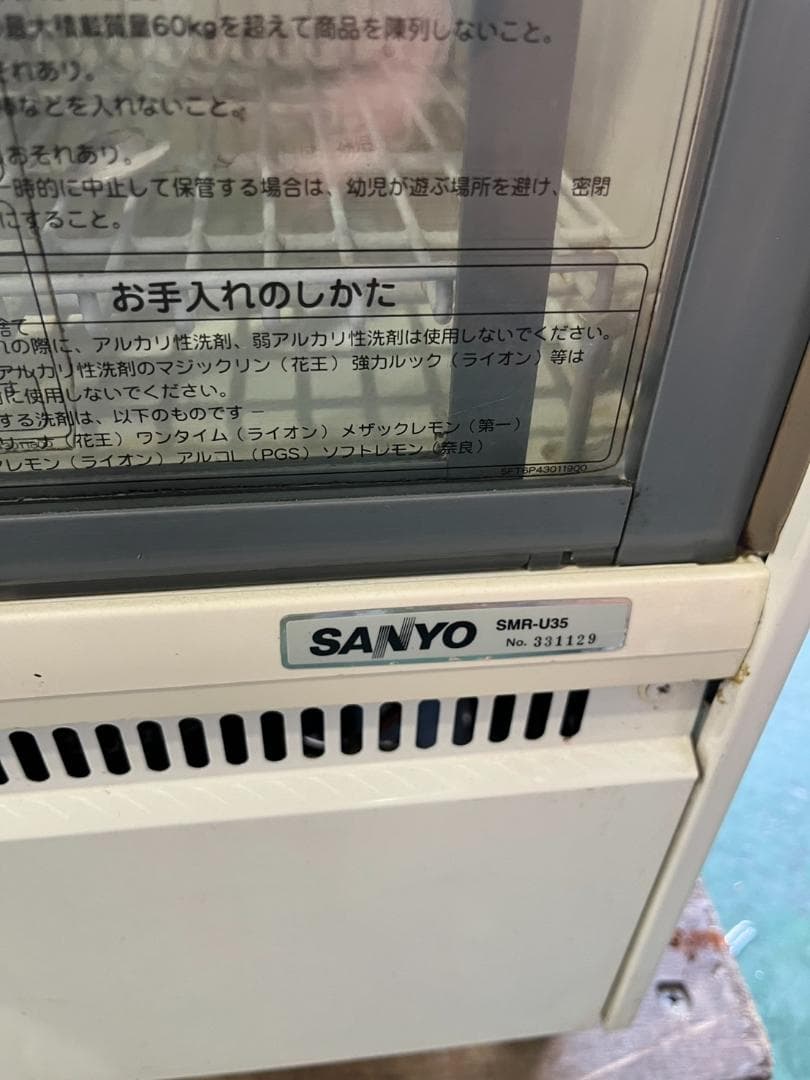 最大積載質量60kgを超えて商品を陳列しないこと。
それあり。
棒などを入れないこと。
おそれあり。
一時的に中止して保管する場合は、幼児が遊ぶ場所を避け、密閉
にすること。
お手入れのしかた
れの際に、アルカリ性洗剤、弱アルカリ性洗剤は使用しないでください。
アルカリ性洗剤のマジックリン（花王）強力ルック（ライオン）等は
に使用しないでください。
する洗剤は、以下のものです
（花王）ワンタイム（ライオン）メザックレモン（第一）
レモン（ライオン）アルコL（PGS）ソフトレモン（奈良）
SFT6P43011900
SANYO SMR-U35
No. 331129